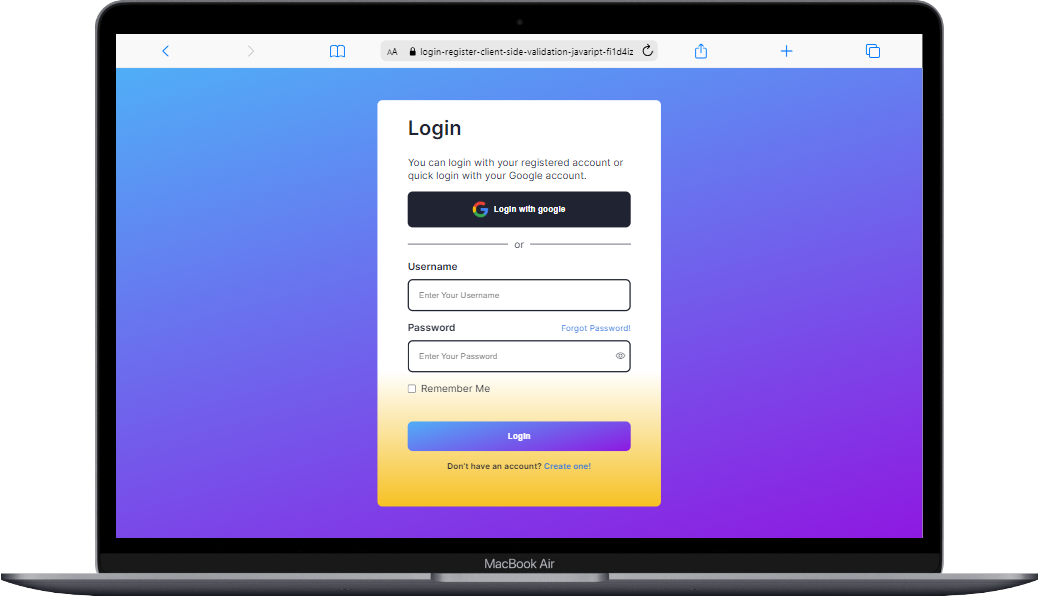 AA login-register-client-side-validation-javaript-fi1d4iz
Login
You can login with your registered account or
quick login with your Google account.
Login with google
or
Username
Enter Your Username
Password Forgot Password!
Enter Your Password
Remember Me
Login
Don't have an account? Create one!
MacBook Air